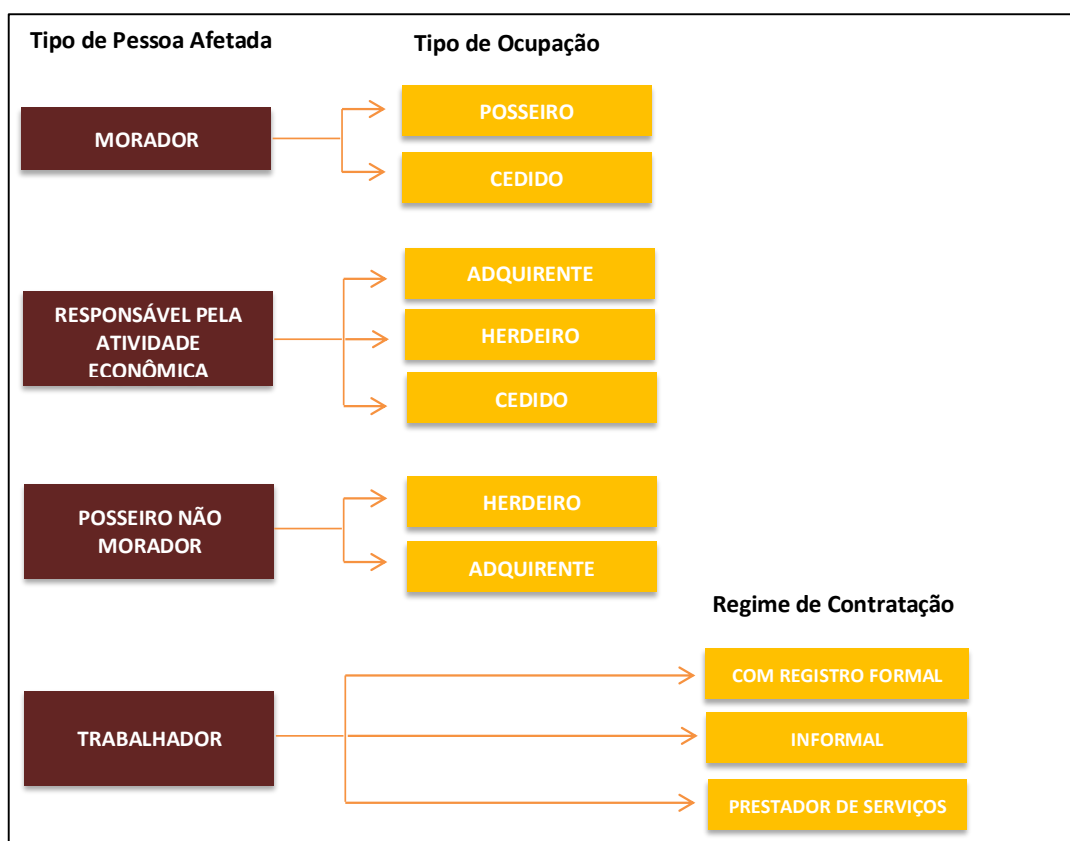 Tipo de Pessoa Afetada
Tipo de Ocupação
MORADOR
POSSEIRO
CEDIDO
RESPONSÁVEL PELA
ATIVIDADE
ECONÔMICA
ADQUIRENTE
HERDEIRO
CEDIDO
POSSEIRO NÃO
MORADOR
HERDEIRO
ADQUIRENTE
Regime de Contratação
TRABALHADOR
COM REGISTRO FORMAL
INFORMAL
PRESTADOR DE SERVIÇOS